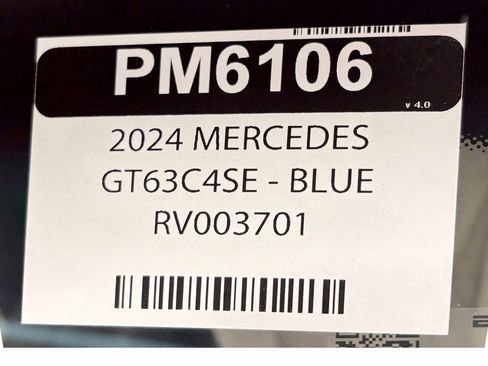 PM6106
v 4.0
2024 MERCEDES
GT63C4SE - BLUE
RV003701